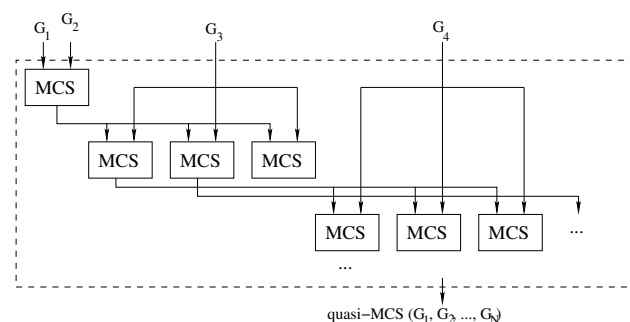 G1 G2 G3 G4
MCS
MCS MCS MCS
MCS MCS MCS ...
...
quasi−MCS (G1, G2, ..., GN)